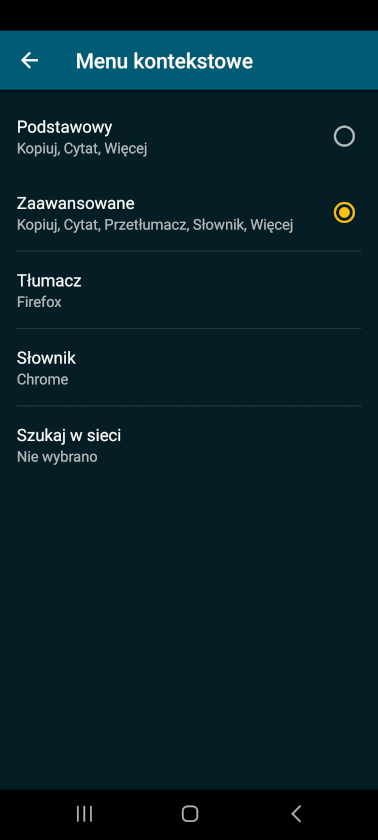 Menu kontekstowe
Podstawowy
Kopiuj, Cytat, Więcej
Zaawansowane
Kopiuj, Cytat, Przetłumacz, Słownik, Więcej
Tłumacz
Firefox
Słownik
Chrome
Szukaj w sieci
Nie wybrano